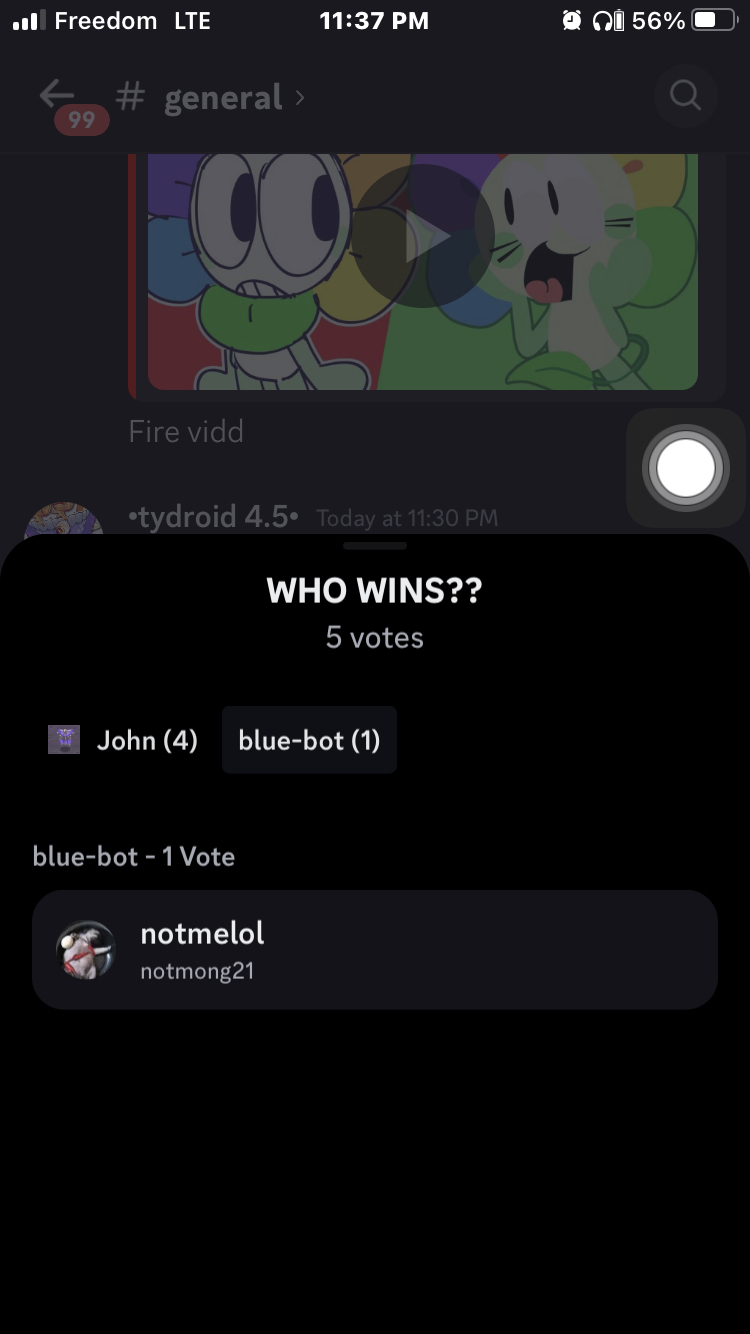 Freedom LTE 11:37 PM 56%
99 # general
Fire vidd
•tydroid 4.5• Today at 11:30 PM
WHO WINS??
5 votes
John (4) blue-bot (1)
blue-bot - 1 Vote
notmelol
notmong21